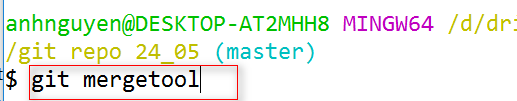 anhnguyen@DESKTOP-AT2MHH8 MINGW64 /d/dri
/git repo 24_05 (master)
$ git mergetool